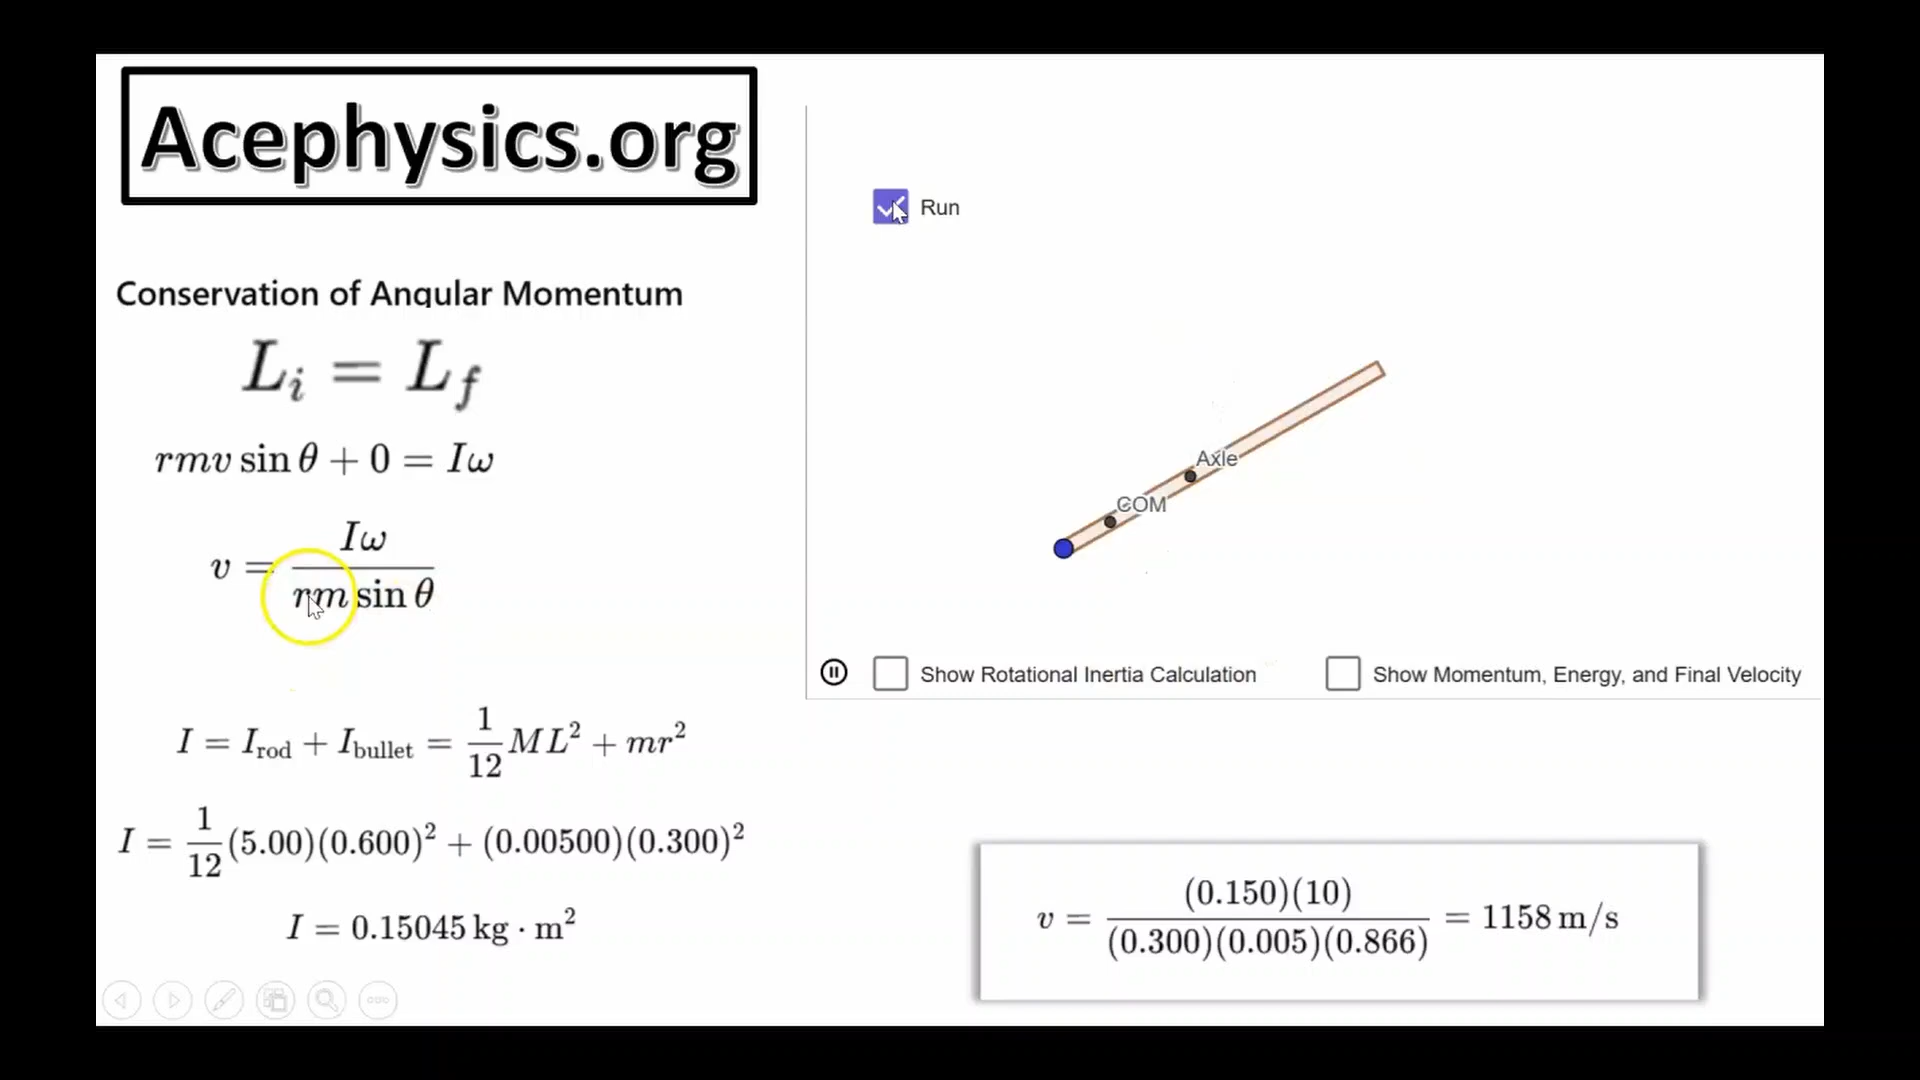 Acephysics.org
Conservation of Angular Momentum
L_i = L_f
rmv sin θ + 0 = Iω
v = Iω / (rm sin θ)
I = I_rod + I_bullet = 1/12 ML² + mr²
I = 1/12 (5.00)(0.600)² + (0.00500)(0.300)²
I = 0.15045 kg · m²
Run
Axle
COM
Show Rotational Inertia Calculation
Show Momentum, Energy, and Final Velocity
v = (0.150)(10) / (0.300)(0.005)(0.866) = 1158 m/s